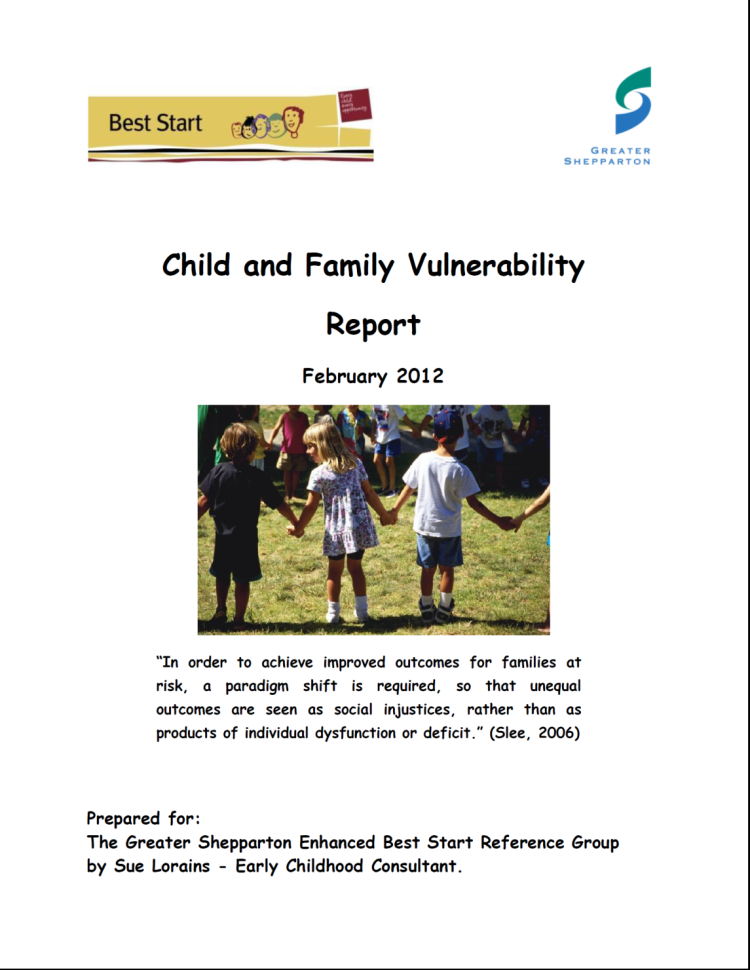 Best Start
every
child
every
opportunity
GREATER
SHEPPARTON
Child and Family Vulnerability
Report
February 2012
“In order to achieve improved outcomes for families at
risk, a paradigm shift is required, so that unequal
outcomes are seen as social injustices, rather than as
products of individual dysfunction or deficit.” (Slee, 2006)
Prepared for:
The Greater Shepparton Enhanced Best Start Reference Group
by Sue Lorains - Early Childhood Consultant.